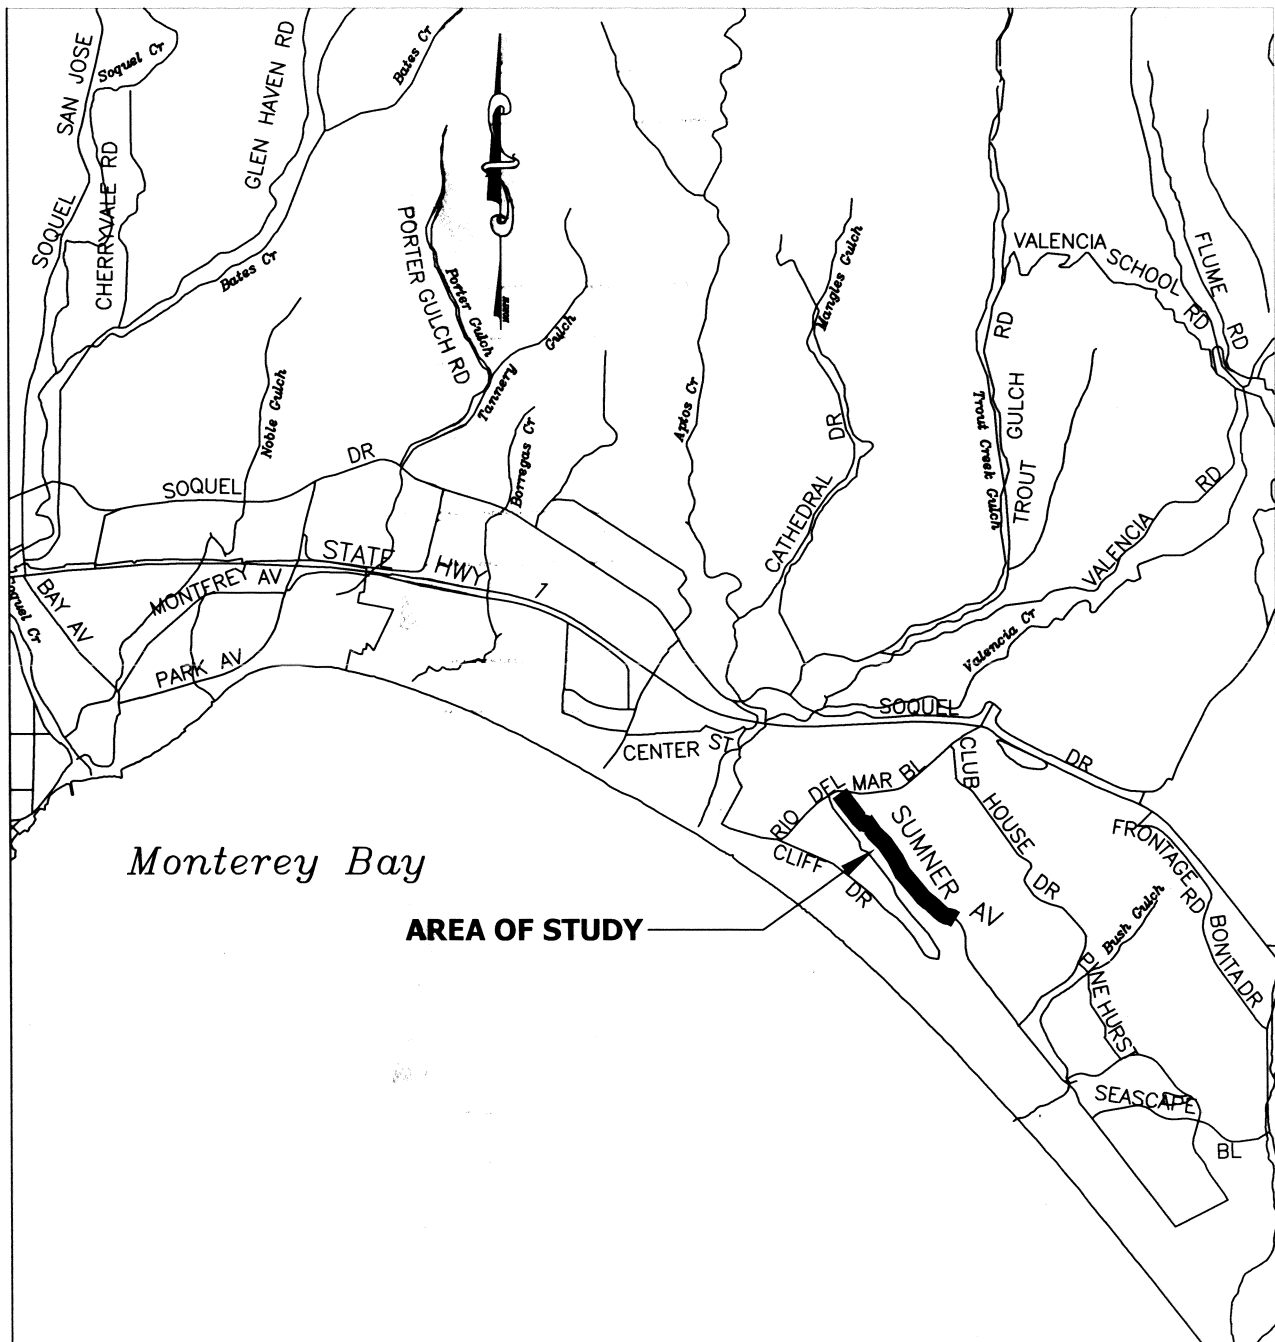 SOQUEL SAN JOSE
Soquel Cr
CHERRYVALE RD
GLEN HAVEN RD
Bates Cr
Bates Cr
PORTER GULCH RD
Porter Gulch
Tannery Gulch
Noble Gulch
Borregas Cr
Aptos Cr
Mangles Gulch
CATHEDRAL DR
Trout Creek Gulch
TROUT GULCH RD
VALENCIA SCHOOL RD
FLUME RD
VALENCIA RD
Valencia Cr
SOQUEL DR
STATE HWY 1
MONTEREY AV
BAY AV
Soquel Cr
PARK AV
CENTER ST
SOQUEL DR
RIO DEL MAR BL
CLUB HOUSE DR
SUMNER AV
CLIFF DR
FRONTAGE RD
BONITA DR
Bush Gulch
PINEHURST
SEASCAPE BL
Monterey Bay
AREA OF STUDY